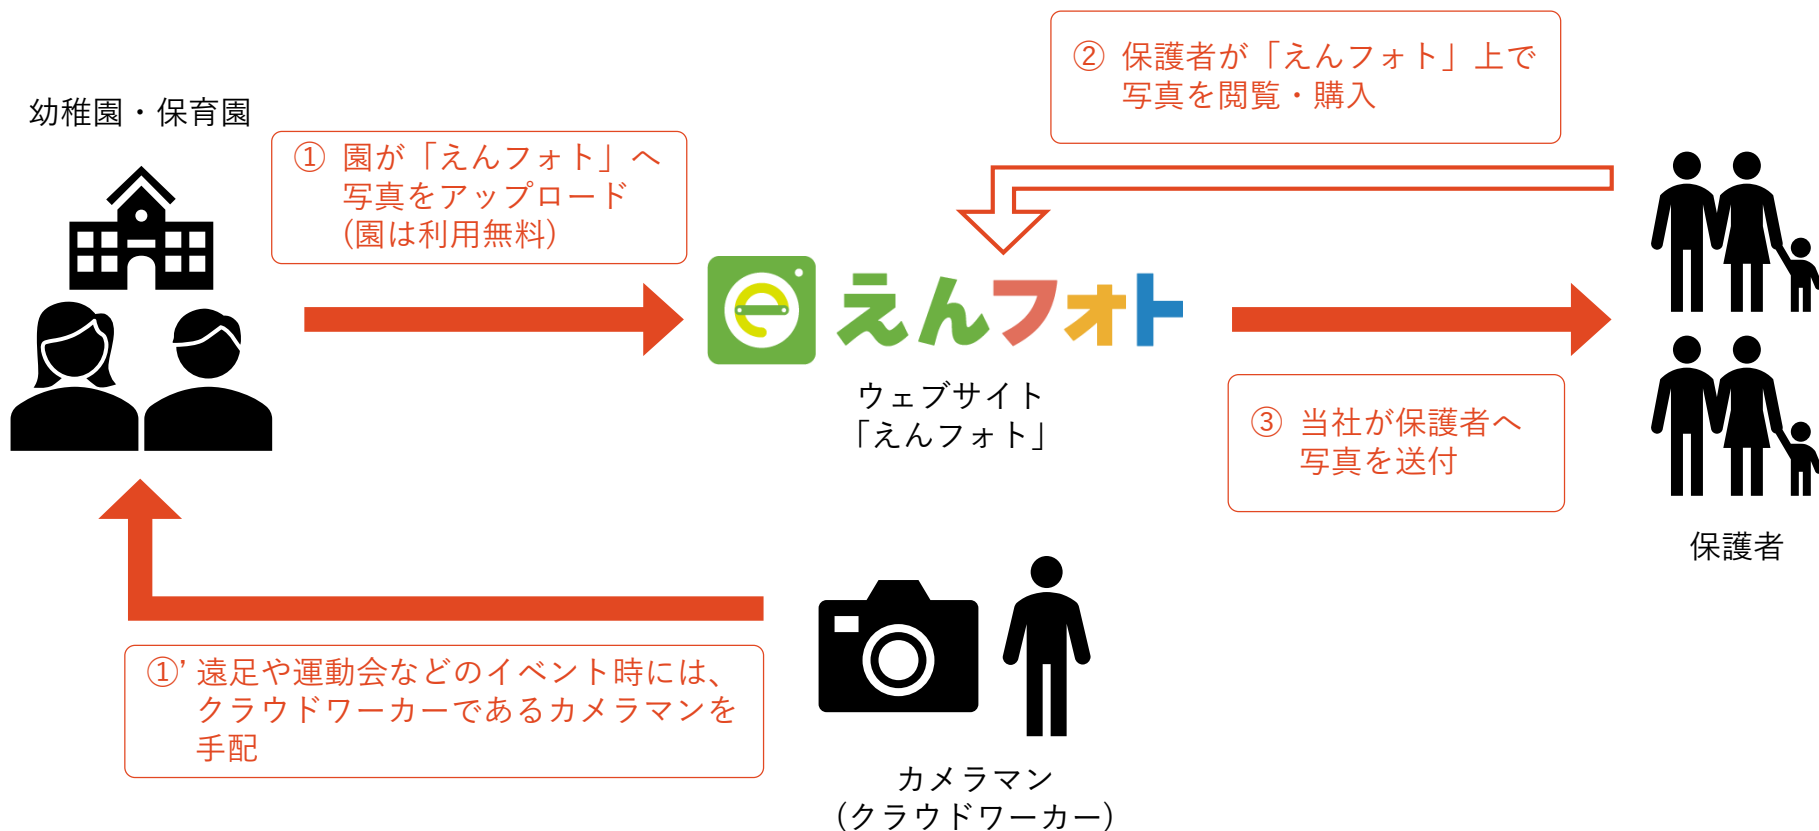 幼稚園・保育園
① 園が「えんフォト」へ
写真をアップロード
(園は利用無料)
② 保護者が「えんフォト」上で
写真を閲覧・購入
えんフォト
ウェブサイト
「えんフォト」
③ 当社が保護者へ
写真を送付
保護者
①’ 遠足や運動会などのイベント時には、
クラウドワーカーであるカメラマンを
手配
カメラマン
(クラウドワーカー)